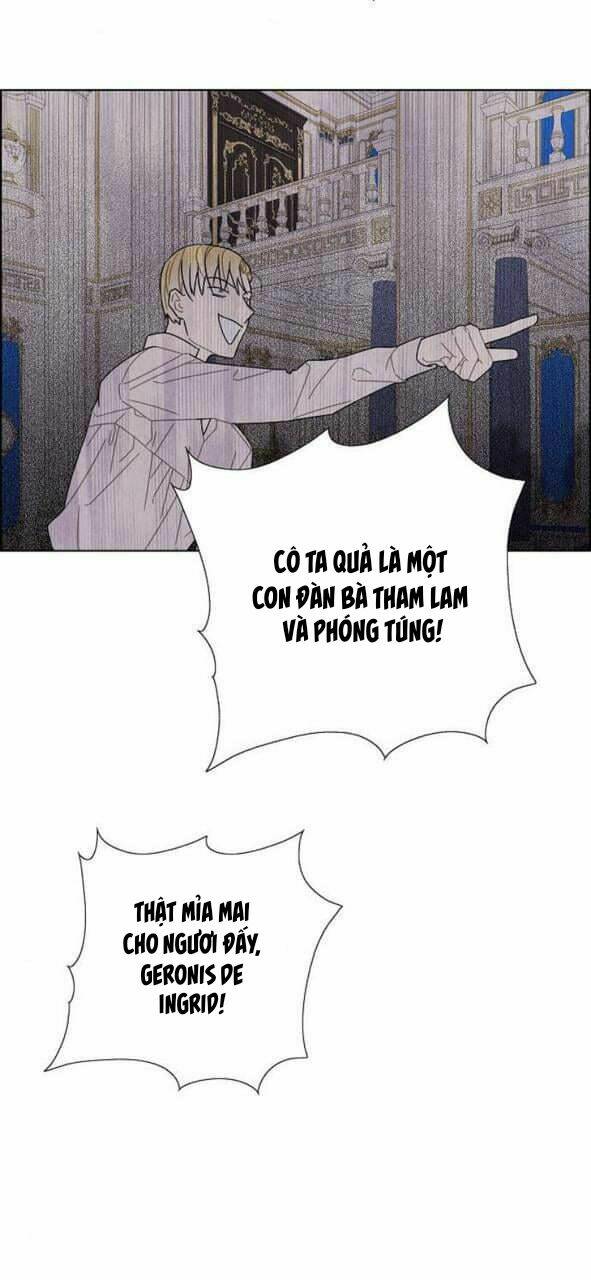 CÔ TA QUẢ LÀ MỘT
CON ĐÀN BÀ THAM LAM
VÀ PHÓNG TÚNG!
THẬT MỈA MAI
CHO NGƯƠI ĐẤY,
GERONIS DE
INGRID!